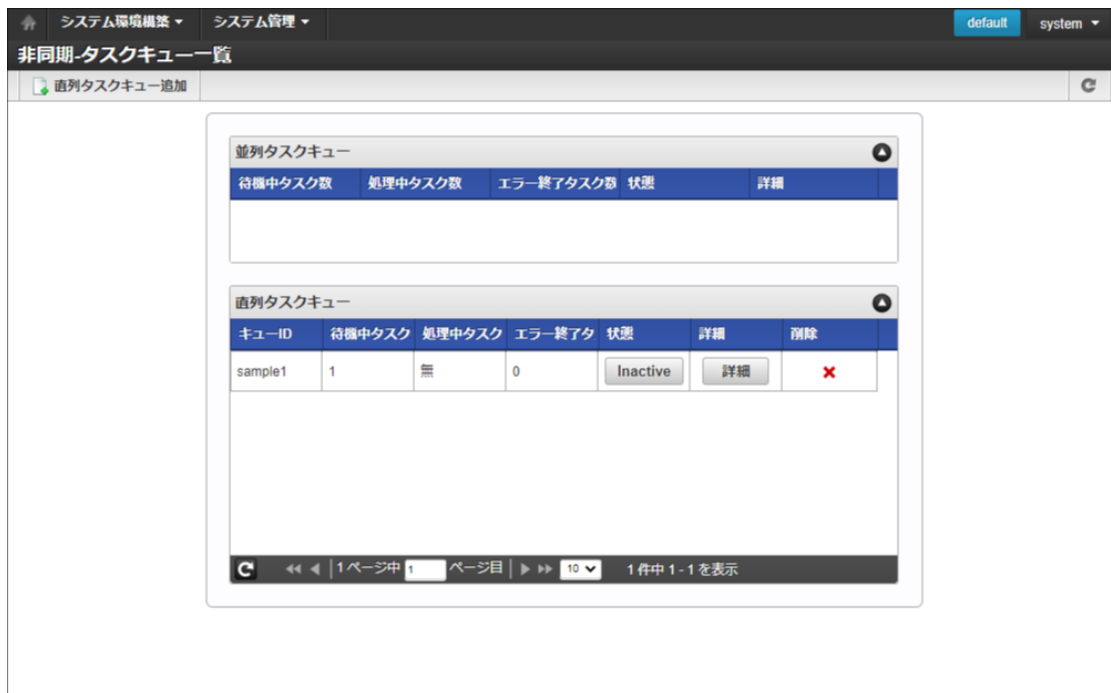 システム環境構築 システム管理 default system
非同期-タスクキュー一覧
直列タスクキュー追加
並列タスクキュー
待機中タスク数 処理中タスク数 エラー終了タスク数 状態 詳細
直列タスクキュー
キューID 待機中タスク 処理中タスク エラー終了タ 状態 詳細 削除
sample1 1 無 0 Inactive 詳細
1 ページ中 1 ページ目 10 1 件中 1 - 1 を表示